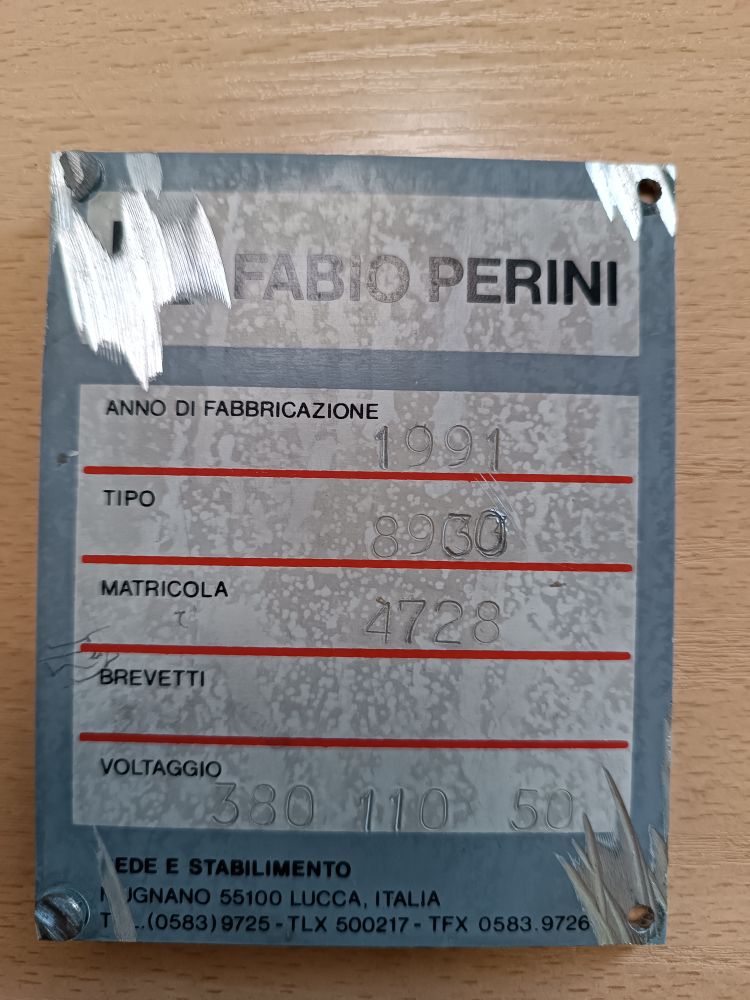 FABIO PERINI
ANNO DI FABBRICAZIONE
1991
TIPO
8930
MATRICOLA
4728
BREVETTI
VOLTAGGIO
380 110 50
EDE E STABILIMENTO
UGNANO 55100 LUCCA, ITALIA
T .(0583)9725 - TLX 500217 - TFX 0583.9726